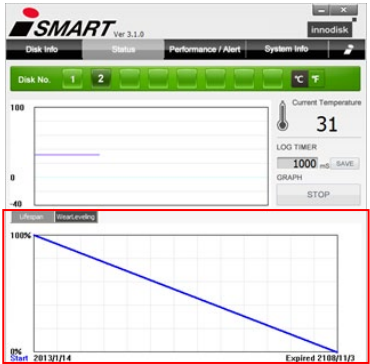 iSMART Ver 3.1.0
innodisk
Disk Info Status Performance / Alert System Info
Disk No. 1 2 °C °F
100
0
-40
Current Temperature
31
LOG TIMER
1000 mS SAVE
GRAPH
STOP
Lifespan WearLeveling
100%
0%
Start 2013/1/14 Expired 2108/11/3